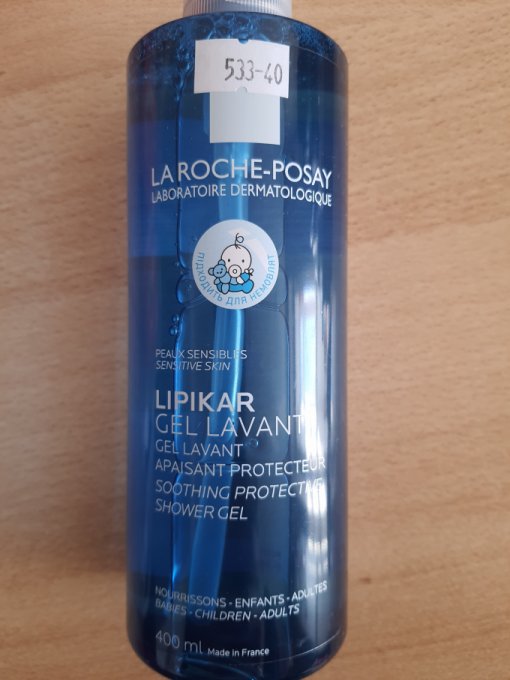 533-40
LA ROCHE-POSAY
LABORATOIRE DERMATOLOGIQUE
ПІДХОДИТЬ ДЛЯ НЕМОВЛЯТ
PEAUX SENSIBLES
SENSITIVE SKIN
LIPIKAR
GEL LAVANT
GEL LAVANT
APAISANT PROTECTEUR
SOOTHING PROTECTIVE
SHOWER GEL
NOURRISSONS - ENFANTS - ADULTES
BABIES - CHILDREN - ADULTS
400 ml Made in France